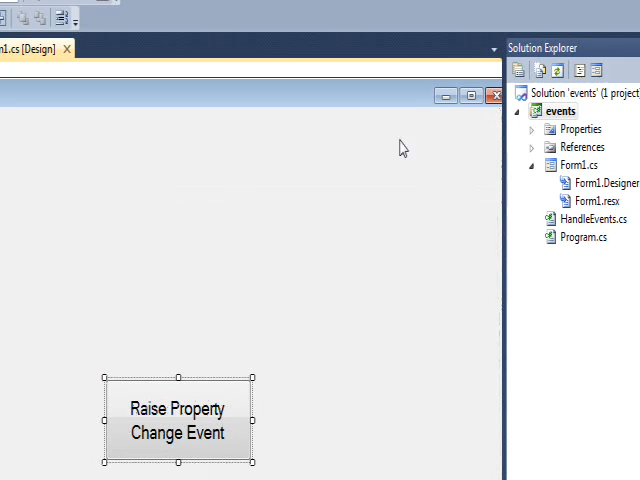 m1.cs [Design]
Solution Explorer
Solution 'events' (1 project
events
Properties
References
Form1.cs
Form1.Designer
Form1.resx
HandleEvents.cs
Program.cs
Raise Property
Change Event